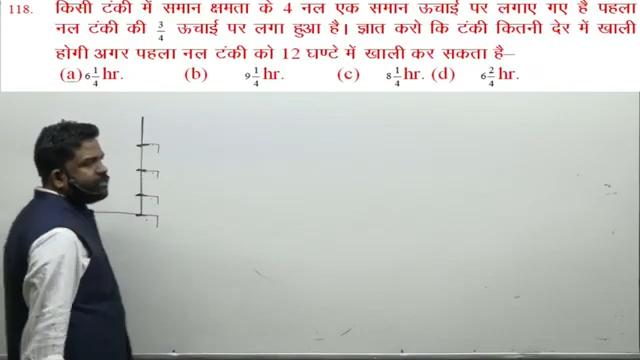 118. किसी टंकी में समान क्षमता के 4 नल एक समान ऊचाई पर लगाए गए है पहला
नल टंकी की 3/4 ऊचाई पर लगा हुआ है। ज्ञात करो कि टंकी कितनी देर में खाली
होगी अगर पहला नल टंकी को 12 घण्टे में खाली कर सकता है–
(a) 6 1/4 hr. (b) 9 1/4 hr. (c) 8 1/4 hr. (d) 6 2/4 hr.